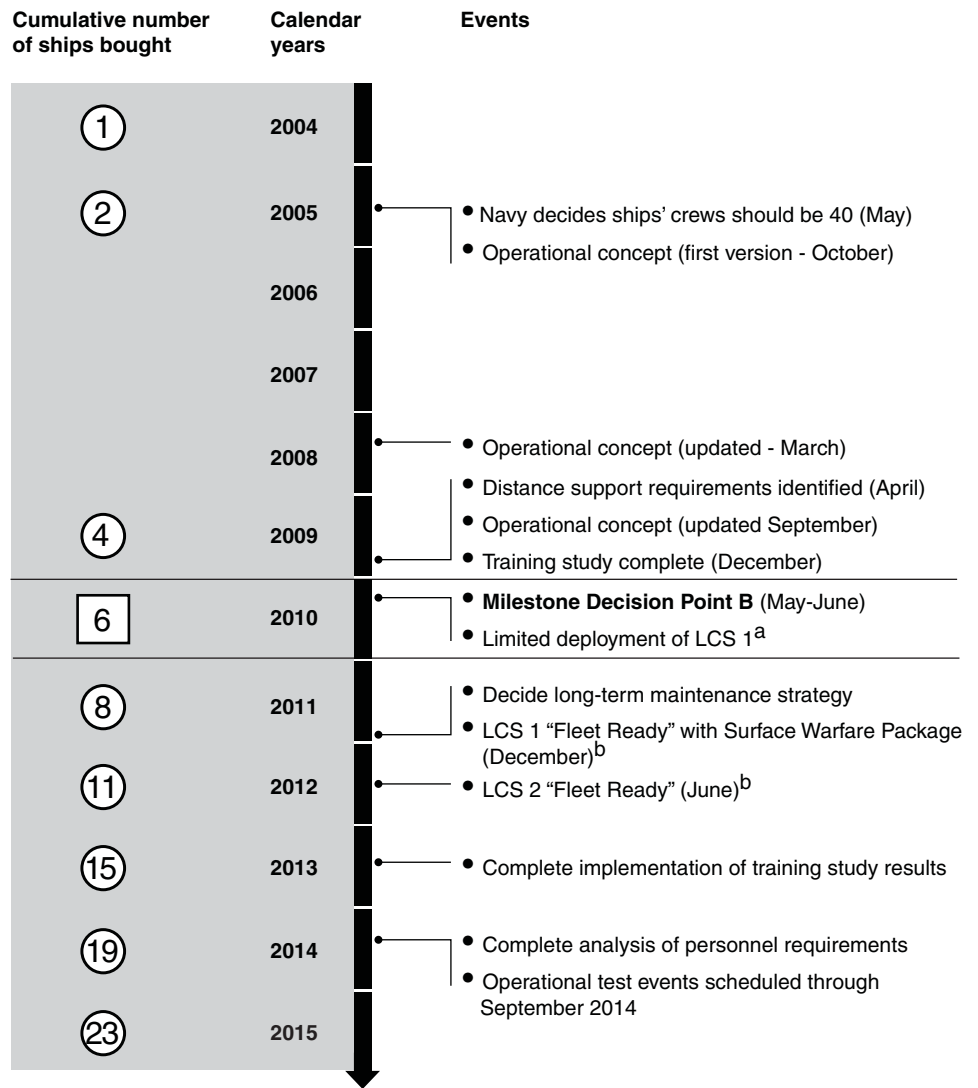 Cumulative number
of ships bought
Calendar
years
Events
1
2004
2
2005
• Navy decides ships' crews should be 40 (May)
• Operational concept (first version - October)
2006
2007
2008
• Operational concept (updated - March)
• Distance support requirements identified (April)
4
2009
• Operational concept (updated September)
• Training study complete (December)
6
2010
• Milestone Decision Point B (May-June)
• Limited deployment of LCS 1a
8
2011
• Decide long-term maintenance strategy
• LCS 1 “Fleet Ready” with Surface Warfare Package
(December)b
11
2012
• LCS 2 “Fleet Ready” (June)b
15
2013
• Complete implementation of training study results
19
2014
• Complete analysis of personnel requirements
• Operational test events scheduled through
September 2014
23
2015